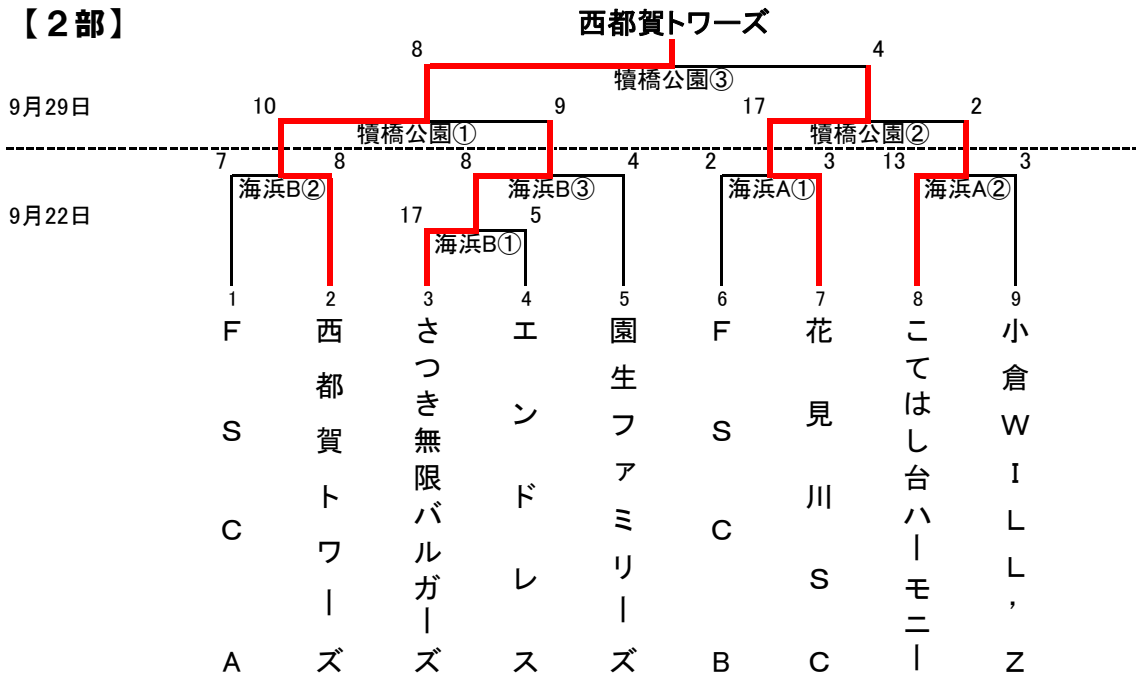 【２部】
西都賀トワーズ
8
4
犢橋公園③
9月29日
10
9
17
2
犢橋公園①
犢橋公園②
7
8
8
4
2
3
13
3
海浜B②
海浜B③
海浜A①
海浜A②
9月22日
17
5
海浜B①
1
2
3
4
5
6
7
8
9
ＦＳＣＡ
西都賀トワーズ
さつき無限バルガーズ
エンドレス
園生ファミリーズ
ＦＳＣＢ
花見川ＳＣ
こてはし台ハーモニー
小倉ＷＩＬＬ’Ｚ